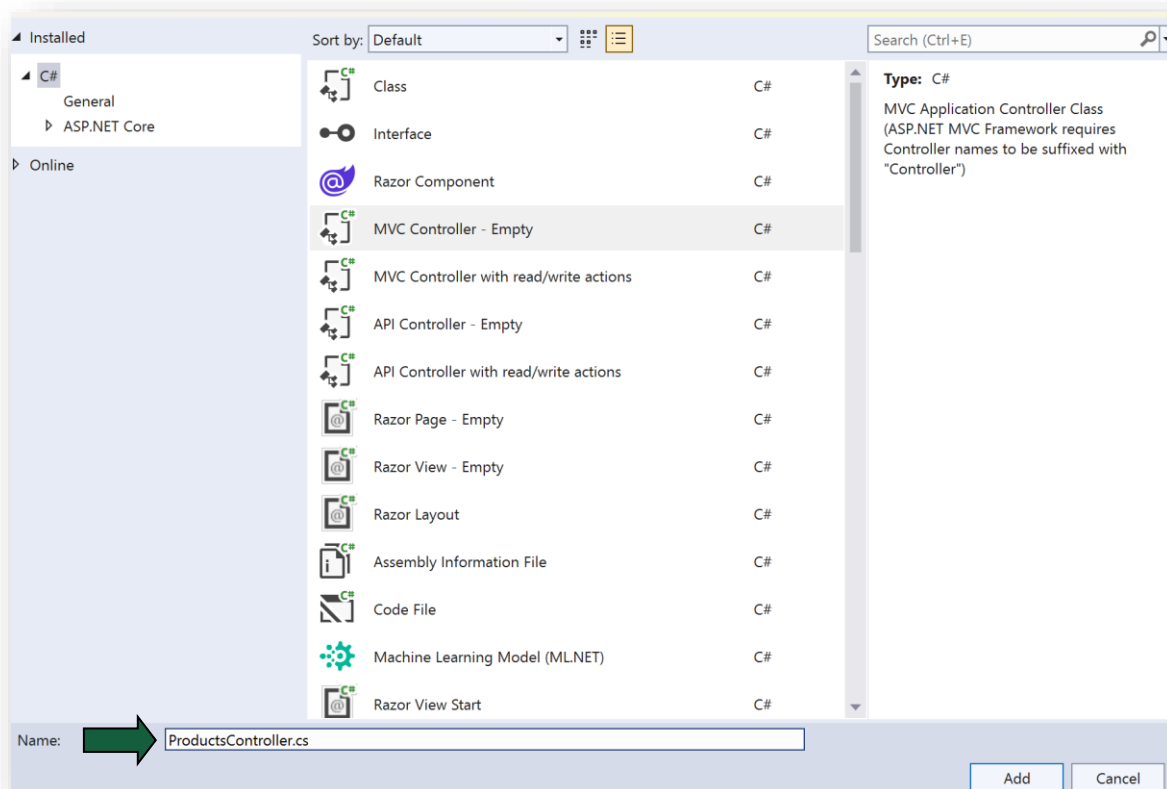 Installed
Sort by: Default
Search (Ctrl+E)
C#
General
ASP.NET Core
Online
Class C#
Interface C#
Razor Component C#
MVC Controller - Empty C#
MVC Controller with read/write actions C#
API Controller - Empty C#
API Controller with read/write actions C#
Razor Page - Empty C#
Razor View - Empty C#
Razor Layout C#
Assembly Information File C#
Code File C#
Machine Learning Model (ML.NET) C#
Razor View Start C#
Type: C#
MVC Application Controller Class
(ASP.NET MVC Framework requires
Controller names to be suffixed with
"Controller")
Name: ProductsController.cs
Add Cancel